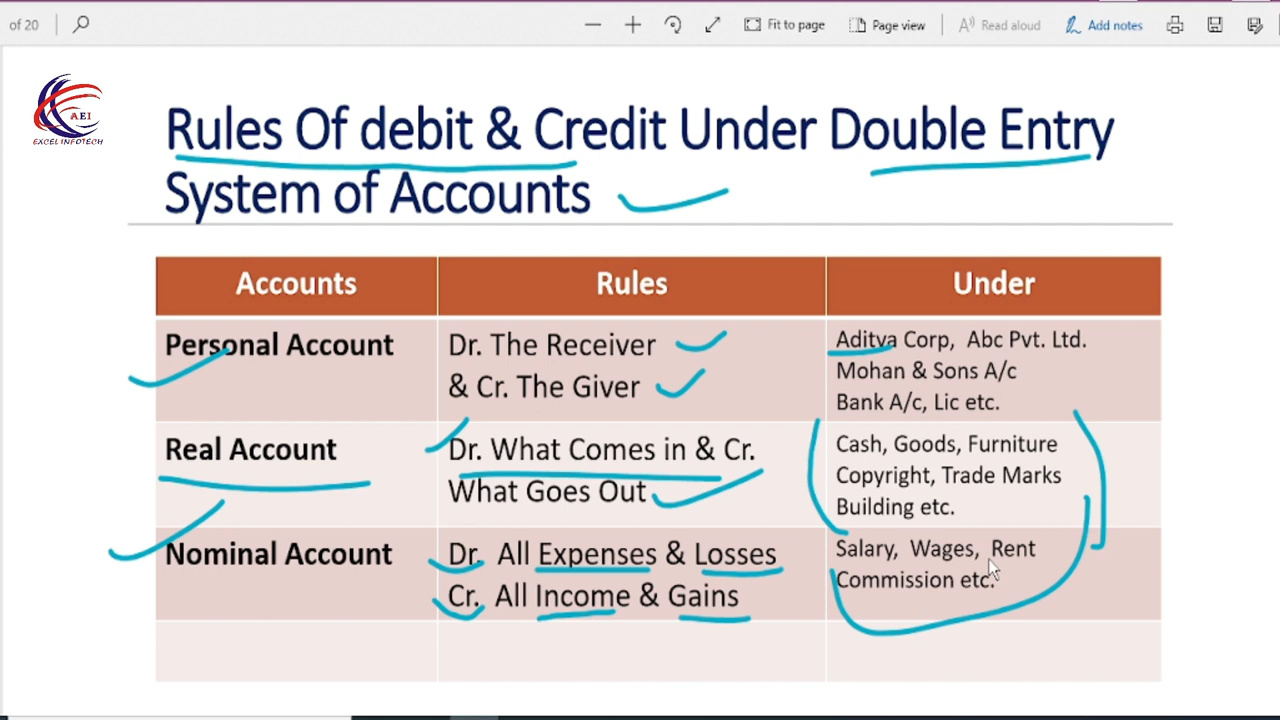 of 20
Fit to page
Page view
Read aloud
Add notes
AEI
EXCEL INFOTECH
Rules Of debit & Credit Under Double Entry
System of Accounts
Accounts
Rules
Under
Personal Account
Dr. The Receiver
& Cr. The Giver
Aditya Corp, Abc Pvt. Ltd.
Mohan & Sons A/c
Bank A/c, Lic etc.
Real Account
Dr. What Comes in & Cr.
What Goes Out
Cash, Goods, Furniture
Copyright, Trade Marks
Building etc.
Nominal Account
Dr. All Expenses & Losses
Cr. All Income & Gains
Salary, Wages, Rent
Commission etc.